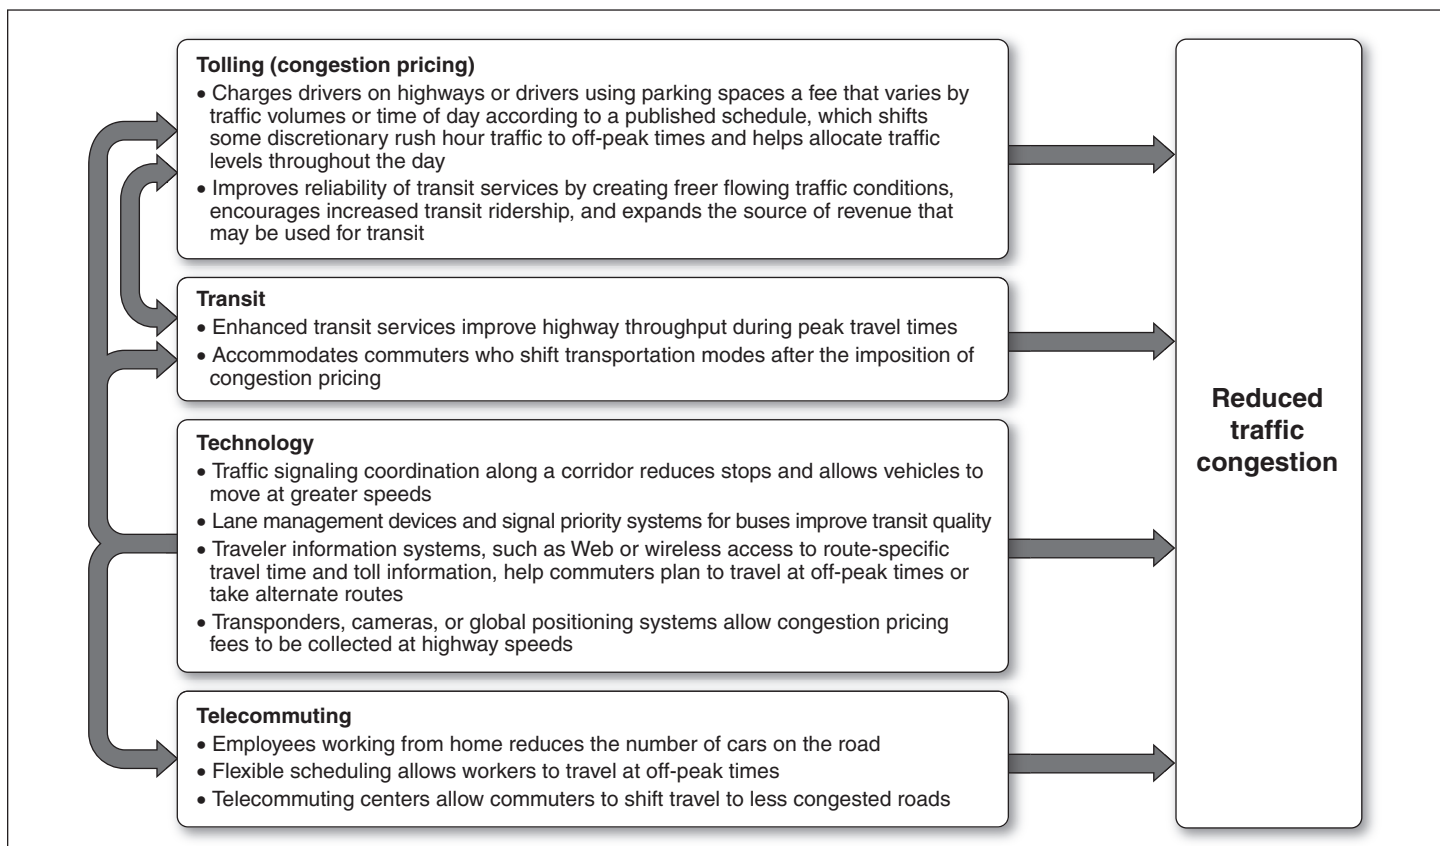 Tolling (congestion pricing)
• Charges drivers on highways or drivers using parking spaces a fee that varies by
traffic volumes or time of day according to a published schedule, which shifts
some discretionary rush hour traffic to off-peak times and helps allocate traffic
levels throughout the day
• Improves reliability of transit services by creating freer flowing traffic conditions,
encourages increased transit ridership, and expands the source of revenue that
may be used for transit
Transit
• Enhanced transit services improve highway throughput during peak travel times
• Accommodates commuters who shift transportation modes after the imposition of
congestion pricing
Technology
• Traffic signaling coordination along a corridor reduces stops and allows vehicles to
move at greater speeds
• Lane management devices and signal priority systems for buses improve transit quality
• Traveler information systems, such as Web or wireless access to route-specific
travel time and toll information, help commuters plan to travel at off-peak times or
take alternate routes
• Transponders, cameras, or global positioning systems allow congestion pricing
fees to be collected at highway speeds
Telecommuting
• Employees working from home reduces the number of cars on the road
• Flexible scheduling allows workers to travel at off-peak times
• Telecommuting centers allow commuters to shift travel to less congested roads
Reduced
traffic
congestion